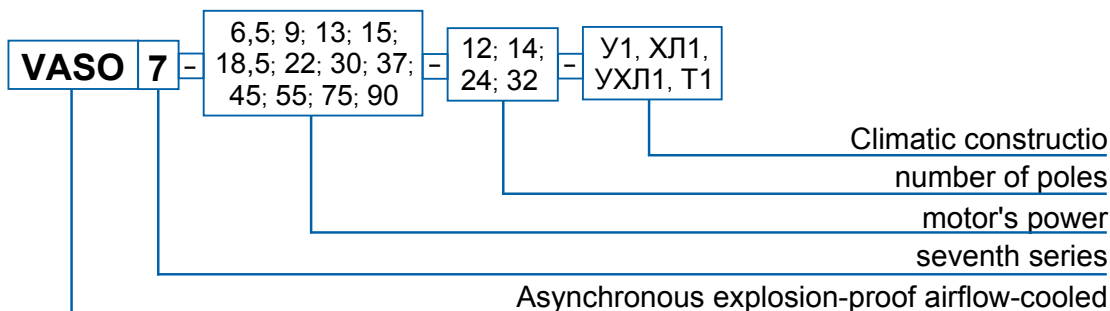 VASO 7 - 6,5; 9; 13; 15;
18,5; 22; 30; 37;
45; 55; 75; 90
- 12; 14;
24; 32
- У1, ХЛ1,
УХЛ1, Т1
Climatic constructio
number of poles
motor's power
seventh series
Asynchronous explosion-proof airflow-cooled